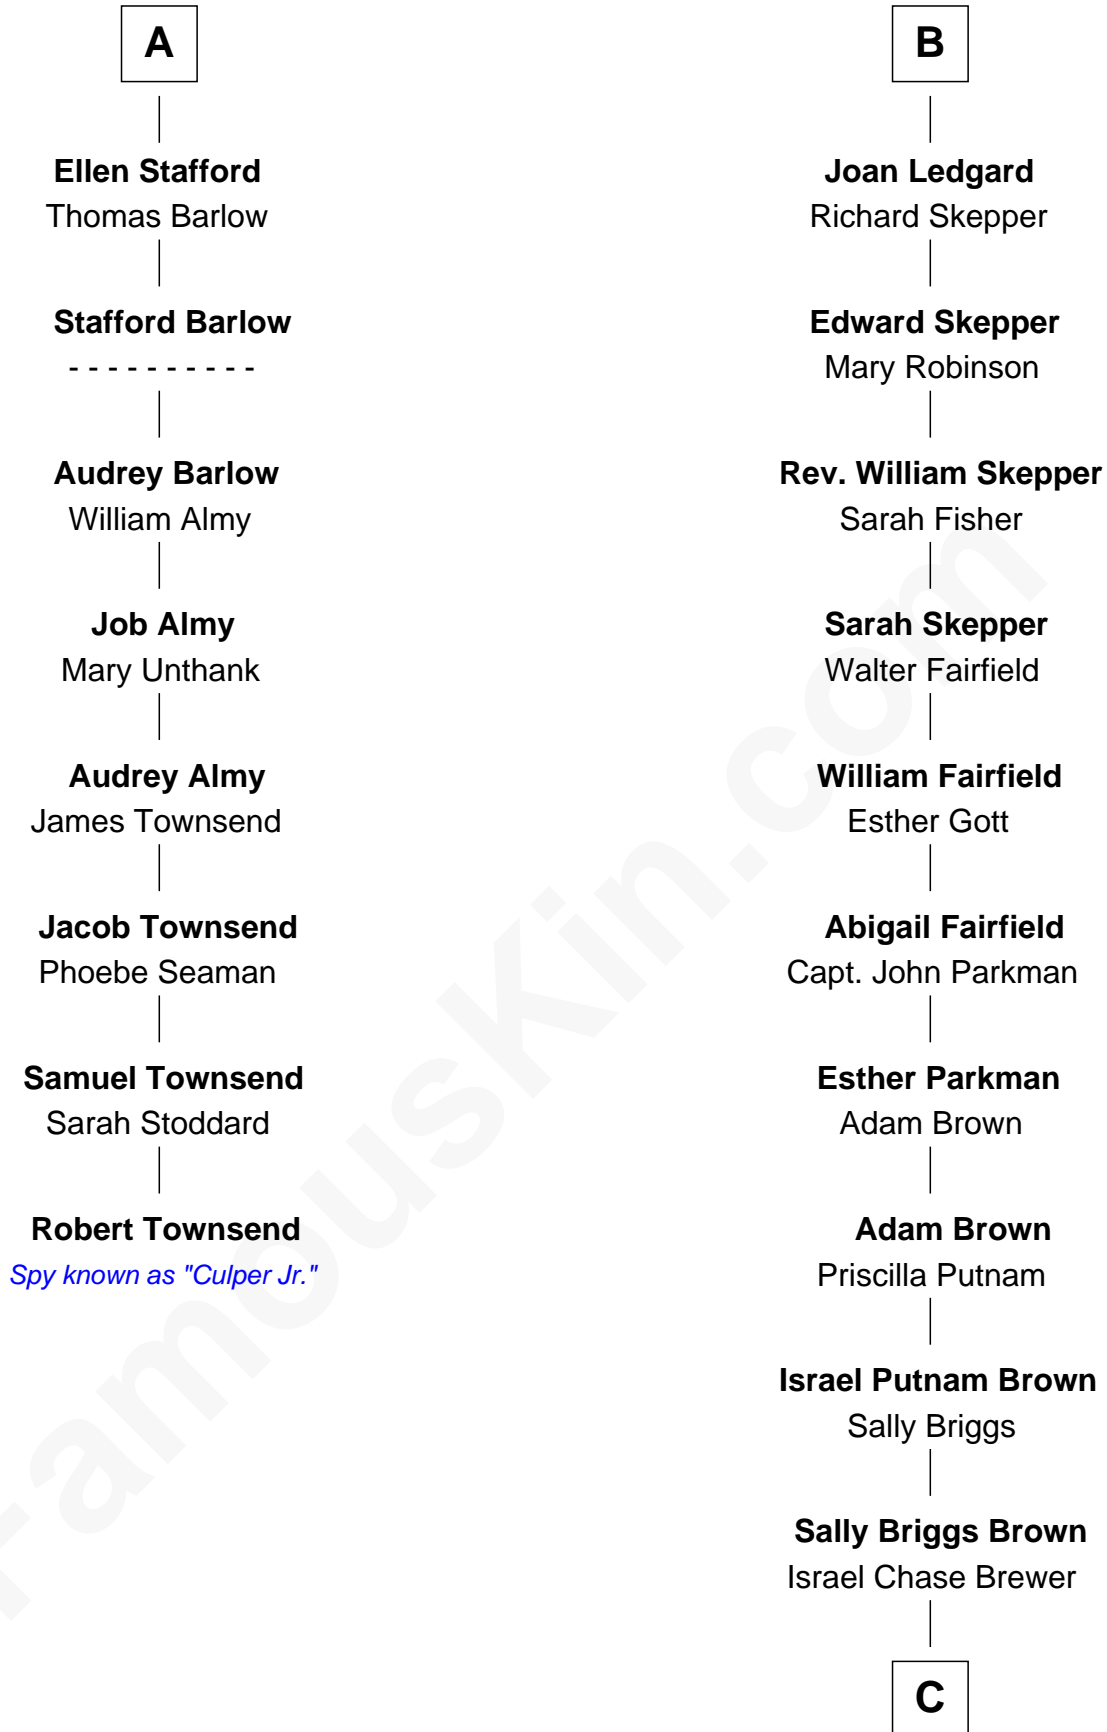 A
Ellen Stafford
Thomas Barlow
Stafford Barlow
- - - - - - - - - -
Audrey Barlow
William Almy
Job Almy
Mary Unthank
Audrey Almy
James Townsend
Jacob Townsend
Phoebe Seaman
Samuel Townsend
Sarah Stoddard
Robert Townsend
Spy known as "Culper Jr."
B
Joan Ledgard
Richard Skepper
Edward Skepper
Mary Robinson
Rev. William Skepper
Sarah Fisher
Sarah Skepper
Walter Fairfield
William Fairfield
Esther Gott
Abigail Fairfield
Capt. John Parkman
Esther Parkman
Adam Brown
Adam Brown
Priscilla Putnam
Israel Putnam Brown
Sally Briggs
Sally Briggs Brown
Israel Chase Brewer
C
FamousKin.com